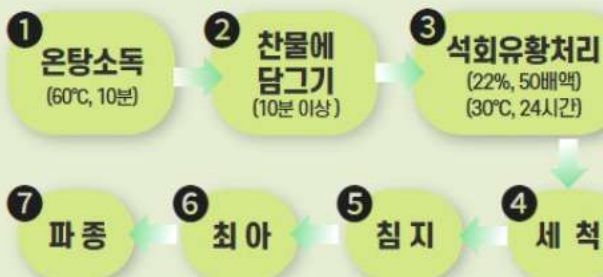 1
온탕소독
(60℃, 10분)
2
찬물에
담그기
(10분 이상)
3
석회유황처리
(22%, 50배액)
(30℃, 24시간)
4
세 척
5
침 지
6
최 아
7
파 종